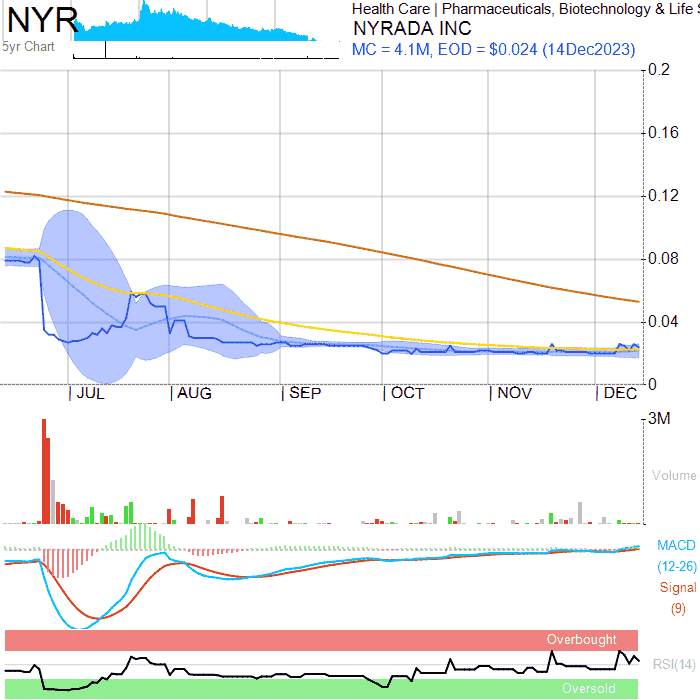 NYR
Health Care | Pharmaceuticals, Biotechnology & Life S
NYRADA INC
5yr Chart
MC = 4.1M, EOD = $0.024 (14Dec2023)
0.2
0.16
0.12
0.08
0.04
0
JUL
AUG
SEP
OCT
NOV
DEC
3M
Volume
MACD
(12-26)
Signal
(9)
Overbought
RSI(14)
Oversold